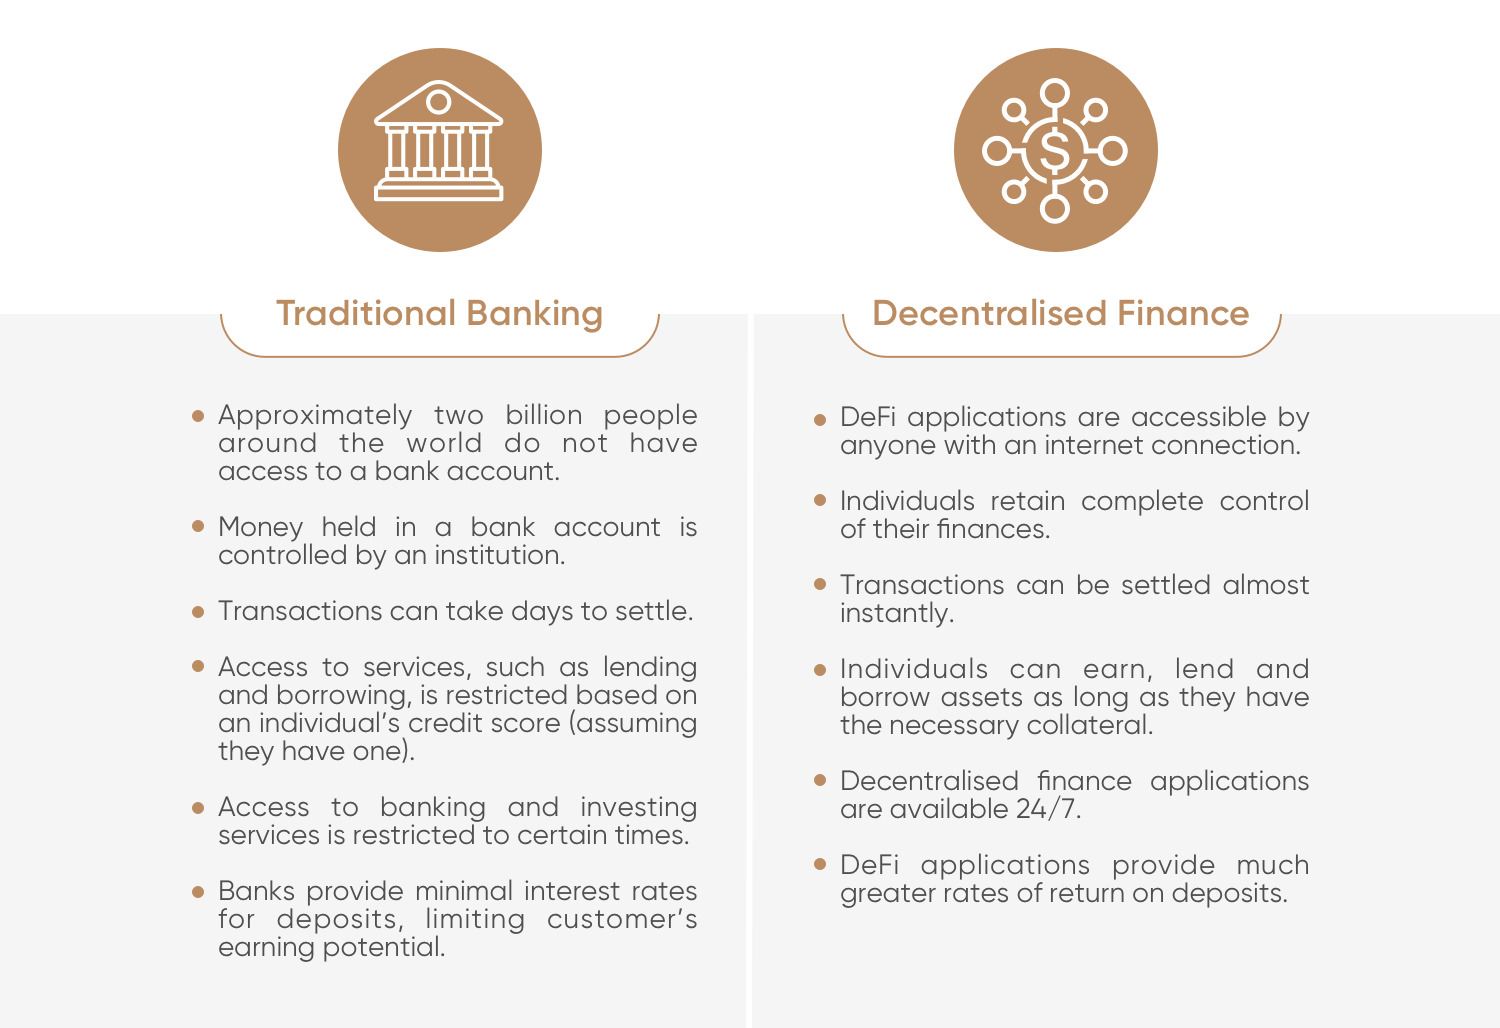 Traditional Banking
Approximately two billion people
around the world do not have
access to a bank account.
Money held in a bank account is
controlled by an institution.
Transactions can take days to settle.
Access to services, such as lending
and borrowing, is restricted based on
an individual’s credit score (assuming
they have one).
Access to banking and investing
services is restricted to certain times.
Banks provide minimal interest rates
for deposits, limiting customer’s
earning potential.
$
Decentralised Finance
DeFi applications are accessible by
anyone with an internet connection.
Individuals retain complete control
of their finances.
Transactions can be settled almost
instantly.
Individuals can earn, lend and
borrow assets as long as they have
the necessary collateral.
Decentralised finance applications
are available 24/7.
DeFi applications provide much
greater rates of return on deposits.